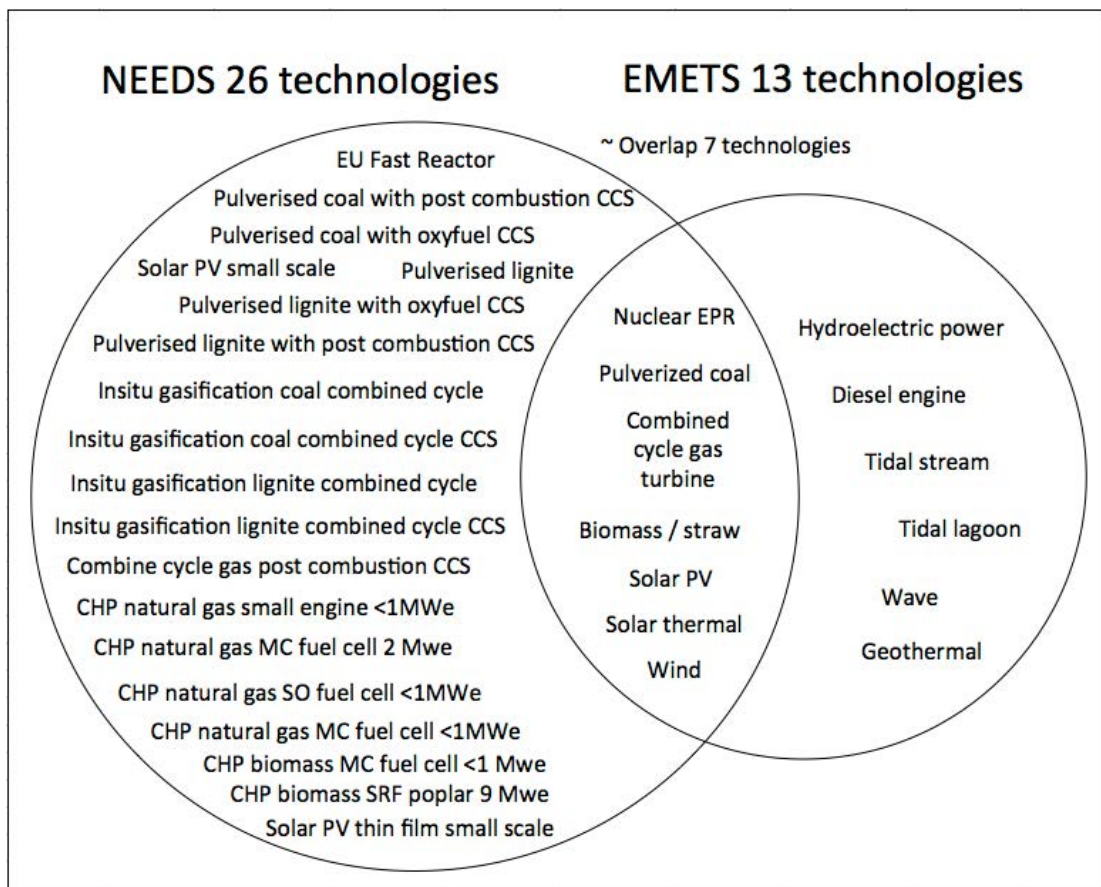 NEEDS 26 technologies
EMETS 13 technologies
~ Overlap 7 technologies
EU Fast Reactor
Pulverised coal with post combustion CCS
Pulverised coal with oxyfuel CCS
Solar PV small scale
Pulverised lignite
Pulverised lignite with oxyfuel CCS
Pulverised lignite with post combustion CCS
Insitu gasification coal combined cycle
Insitu gasification coal combined cycle CCS
Insitu gasification lignite combined cycle
Insitu gasification lignite combined cycle CCS
Combine cycle gas post combustion CCS
CHP natural gas small engine <1MWe
CHP natural gas MC fuel cell 2 Mwe
CHP natural gas SO fuel cell <1MWe
CHP natural gas MC fuel cell <1MWe
CHP biomass MC fuel cell <1 Mwe
CHP biomass SRF poplar 9 Mwe
Solar PV thin film small scale
Nuclear EPR
Pulverized coal
Combined
cycle gas
turbine
Biomass / straw
Solar PV
Solar thermal
Wind
Hydroelectric power
Diesel engine
Tidal stream
Tidal lagoon
Wave
Geothermal